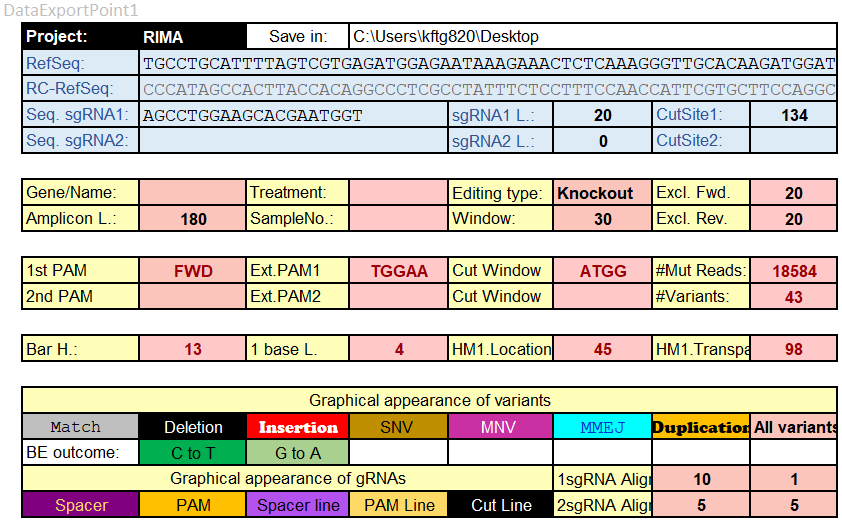 DataExportPoint1
Project: RIMA Save in: C:\Users\kftg820\Desktop
RefSeq: TGCCTGCATTTTAGTCGTGAGATGGAGAATAAAGAAACTCTCAAAGGGTTGCACAAGATGGAT
RC-RefSeq: CCCATAGCCACTTACCACAGGCCCTCGCCTATTTCTCCTTTCCAACCATTCGTGCTTCCAGGC
Seq. sgRNA1: AGCCTGGAAGCACGAATGGT sgRNA1 L.: 20 CutSite1: 134
Seq. sgRNA2: sgRNA2 L.: 0 CutSite2:
Gene/Name: Treatment: Editing type: Knockout Excl. Fwd. 20
Amplicon L.: 180 SampleNo.: Window: 30 Excl. Rev. 20
1st PAM FWD Ext.PAM1 TGGAA Cut Window ATGG #Mut Reads: 18584
2nd PAM Ext.PAM2 Cut Window #Variants: 43
Bar H.: 13 1 base L. 4 HM1.Location 45 HM1.Transpa 98
Graphical appearance of variants
Match Deletion Insertion SNV MNV MMEJ Duplication All variants
BE outcome: C to T G to A
Graphical appearance of gRNAs 1sgRNA Align 10 1
Spacer PAM Spacer line PAM Line Cut Line 2sgRNA Align 5 5